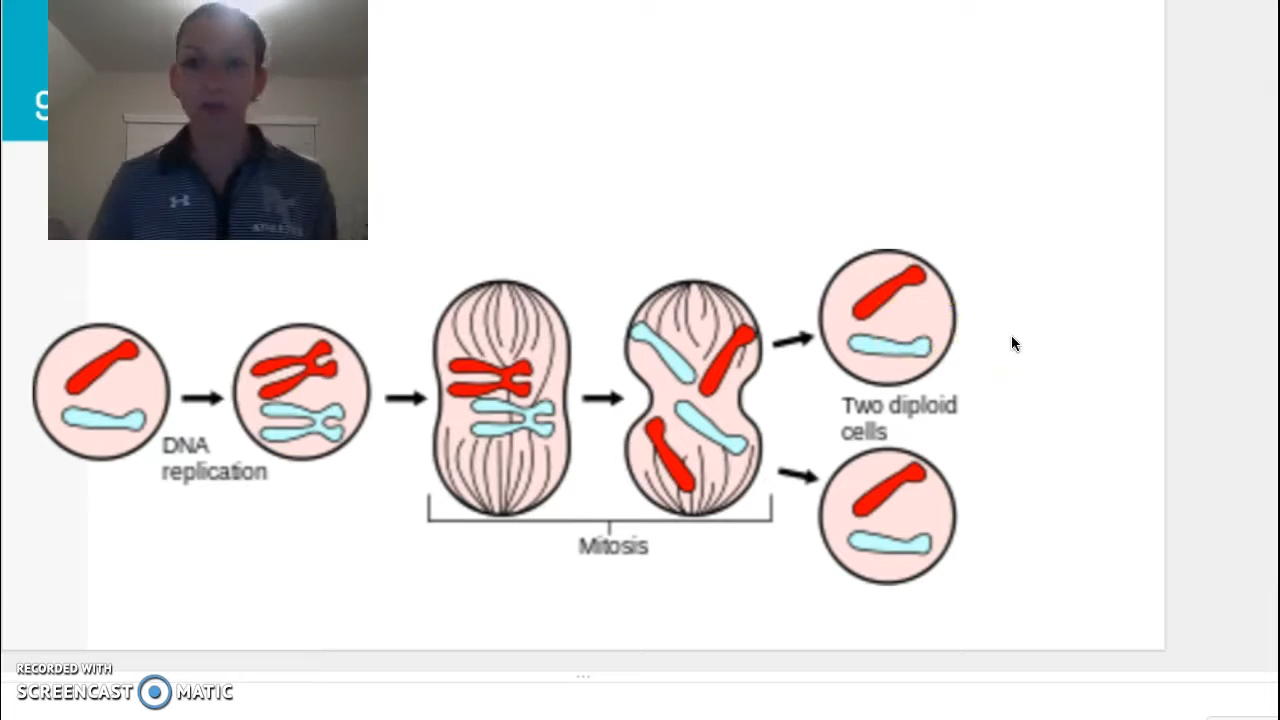 DNA
replication
Mitosis
Two diploid
cells
RECORDED WITH
SCREENCAST MATIC